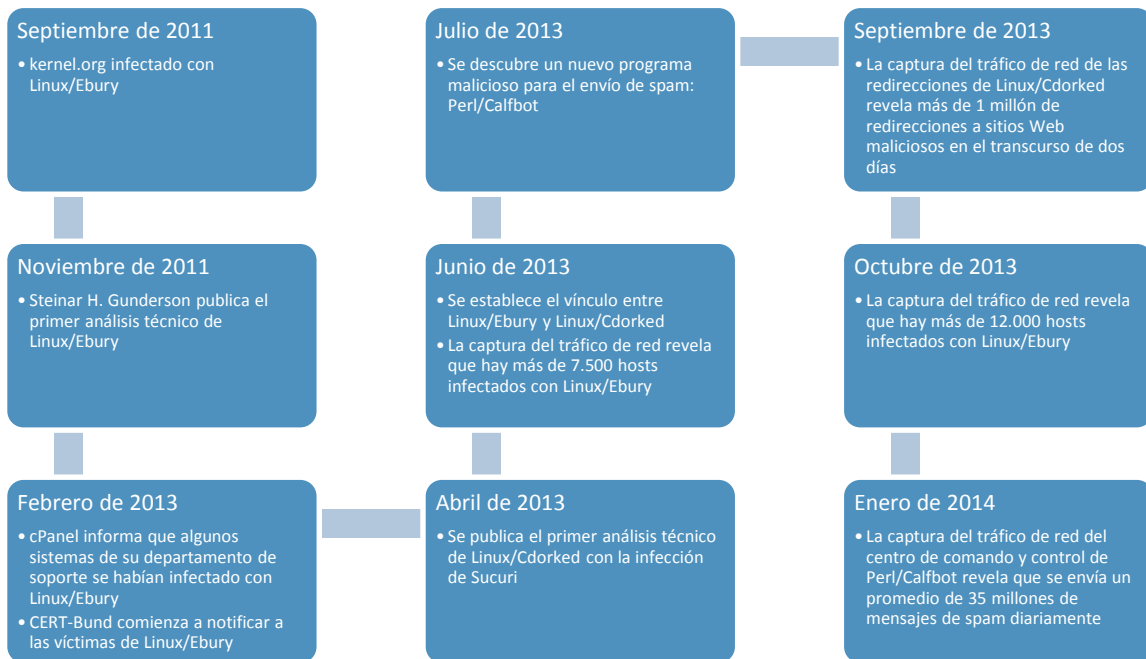 Septiembre de 2011
• kernel.org infectado con
Linux/Ebury
Noviembre de 2011
• Steinar H. Gunderson publica el
primer análisis técnico de
Linux/Ebury
Febrero de 2013
• cPanel informa que algunos
sistemas de su departamento de
soporte se habían infectado con
Linux/Ebury
• CERT-Bund comienza a notificar a
las víctimas de Linux/Ebury
Abril de 2013
• Se publica el primer análisis técnico
de Linux/Cdorked con la infección
de Sucuri
Junio de 2013
• Se establece el vínculo entre
Linux/Ebury y Linux/Cdorked
• La captura del tráfico de red revela
que hay más de 7.500 hosts
infectados con Linux/Ebury
Julio de 2013
• Se descubre un nuevo programa
malicioso para el envío de spam:
Perl/Calfbot
Septiembre de 2013
• La captura del tráfico de red de las
redirecciones de Linux/Cdorked
revela más de 1 millón de
redirecciones a sitios Web
maliciosos en el transcurso de dos
días
Octubre de 2013
• La captura del tráfico de red revela
que hay más de 12.000 hosts
infectados con Linux/Ebury
Enero de 2014
• La captura del tráfico de red del
centro de comando y control de
Perl/Calfbot revela que se envía un
promedio de 35 millones de
mensajes de spam diariamente